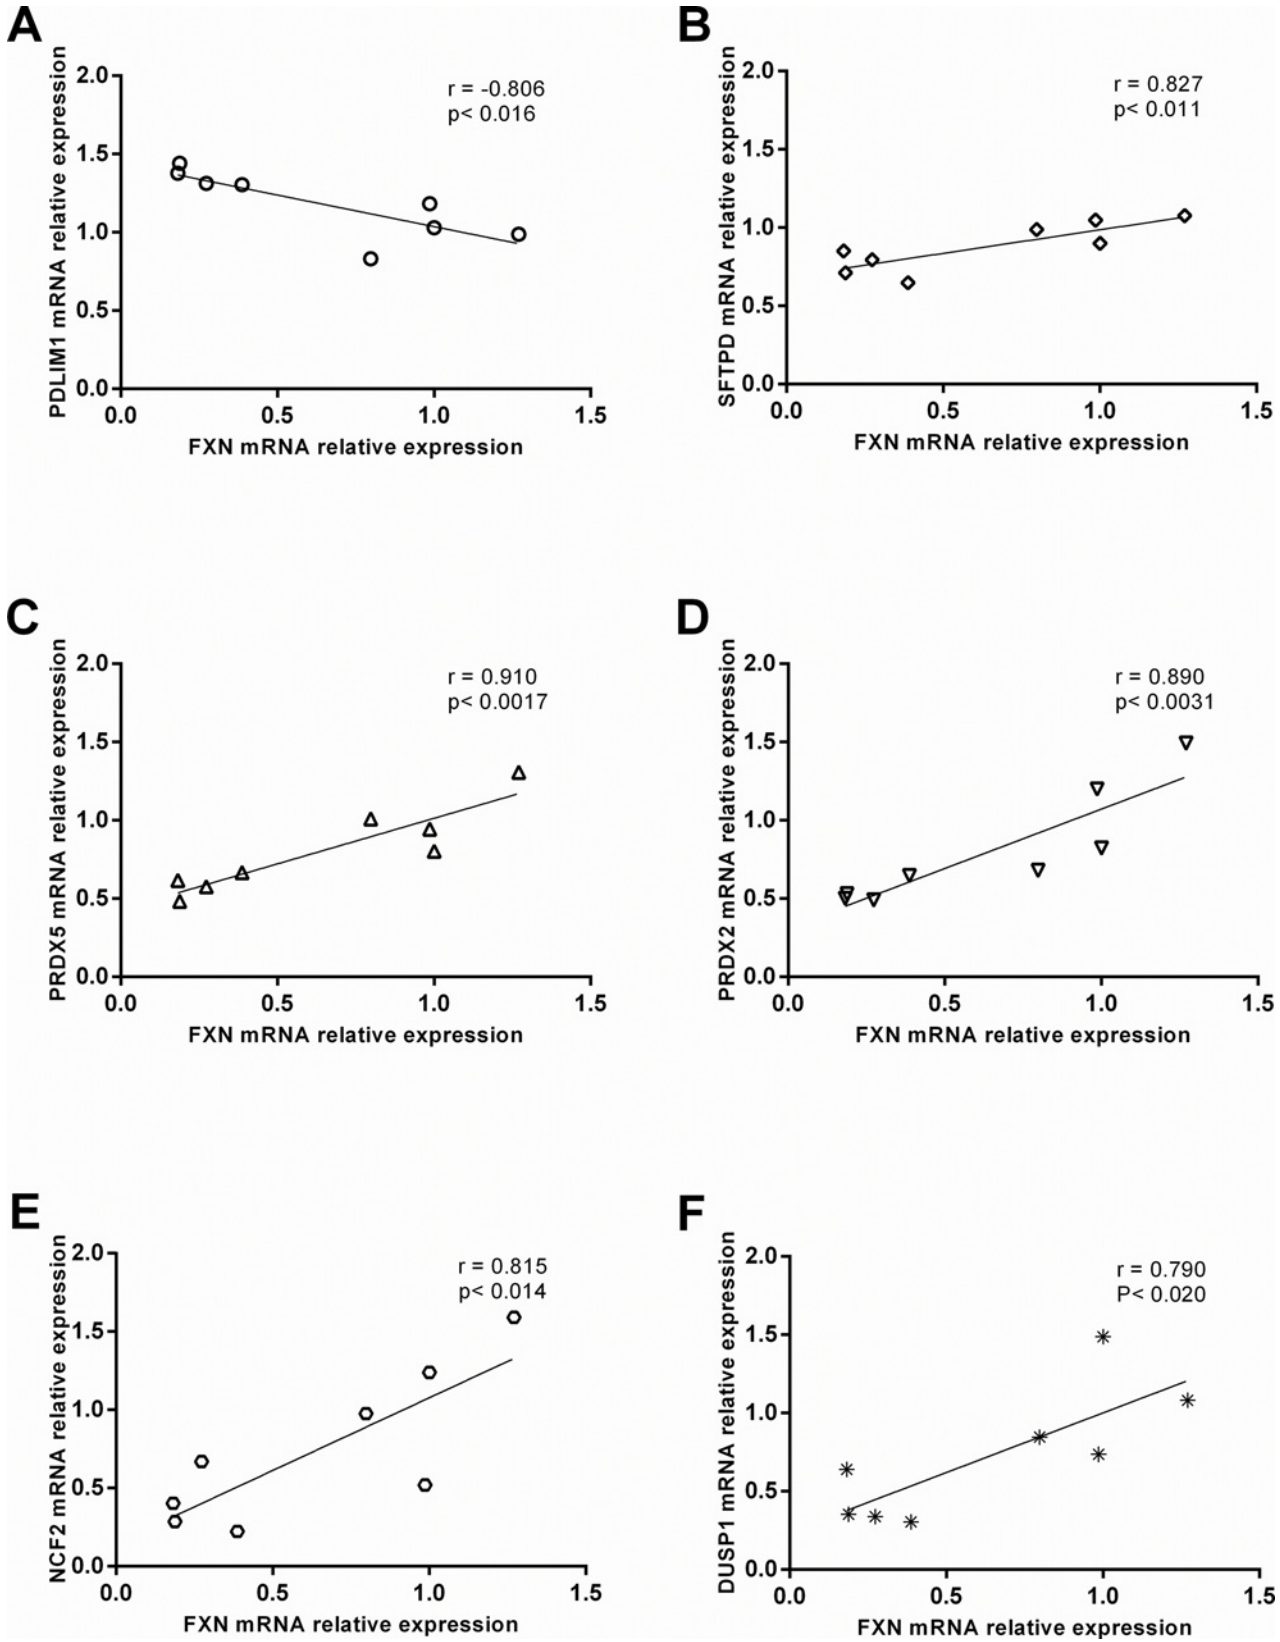 A
PDLIM1 mRNA relative expression
2.0
1.5
1.0
0.5
0.0
r = -0.806
p< 0.016
0.0 0.5 1.0 1.5
FXN mRNA relative expression
B
SFTPD mRNA relative expression
2.0
1.5
1.0
0.5
0.0
r = 0.827
p< 0.011
0.0 0.5 1.0 1.5
FXN mRNA relative expression
C
PRDX5 mRNA relative expression
2.0
1.5
1.0
0.5
0.0
r = 0.910
p< 0.0017
0.0 0.5 1.0 1.5
FXN mRNA relative expression
D
PRDX2 mRNA relative expression
2.0
1.5
1.0
0.5
0.0
r = 0.890
p< 0.0031
0.0 0.5 1.0 1.5
FXN mRNA relative expression
E
NCF2 mRNA relative expression
2.0
1.5
1.0
0.5
0.0
r = 0.815
p< 0.014
0.0 0.5 1.0 1.5
FXN mRNA relative expression
F
DUSP1 mRNA relative expression
2.0
1.5
1.0
0.5
0.0
r = 0.790
P< 0.020
0.0 0.5 1.0 1.5
FXN mRNA relative expression